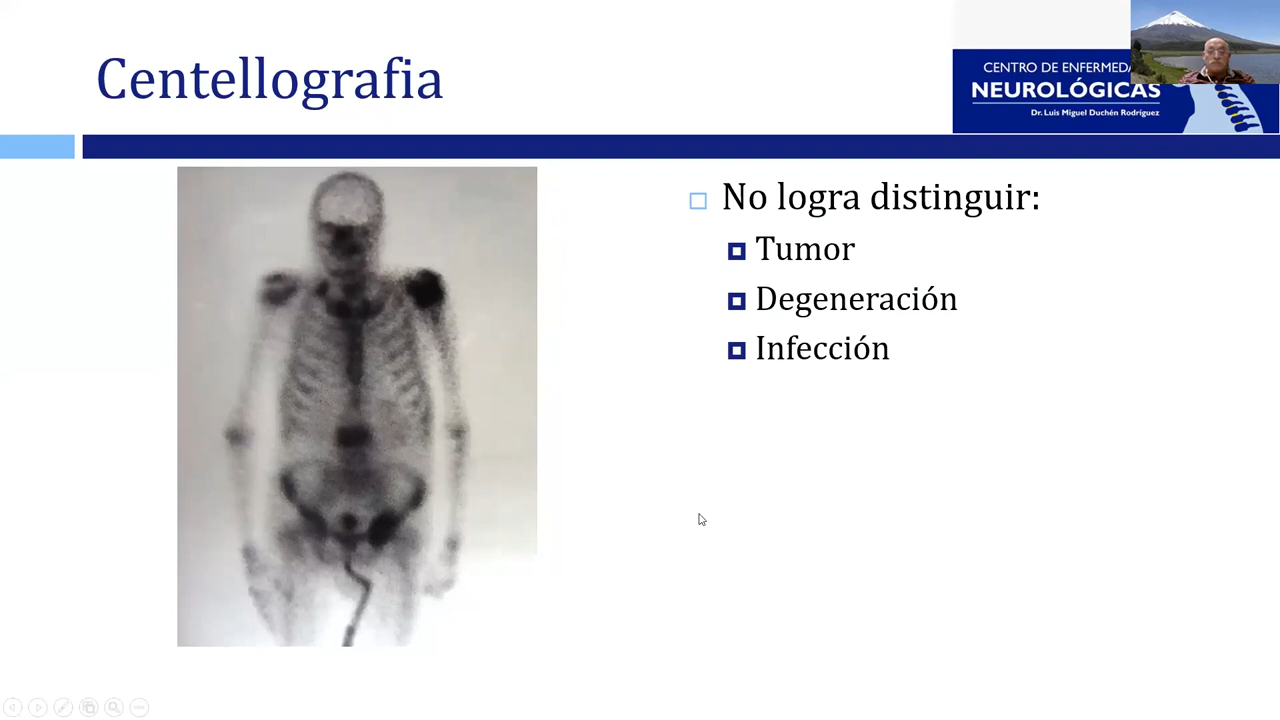 Centellografia
CENTRO DE ENFERMEDA
NEUROLÓGICAS
Dr. Luis Miguel Duchén Rodríguez
No logra distinguir:
Tumor
Degeneración
Infección